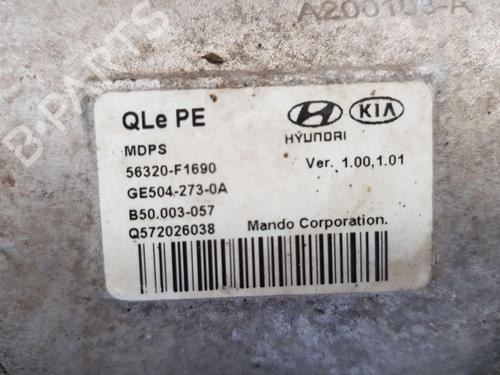 QLe PE
HYUNDAI
KIA
MDPS
56320-F1690
Ver. 1.00,1.01
GE504-273-0A
B50.003-057
Q572026038
Mando Corporation.
B-PARTS